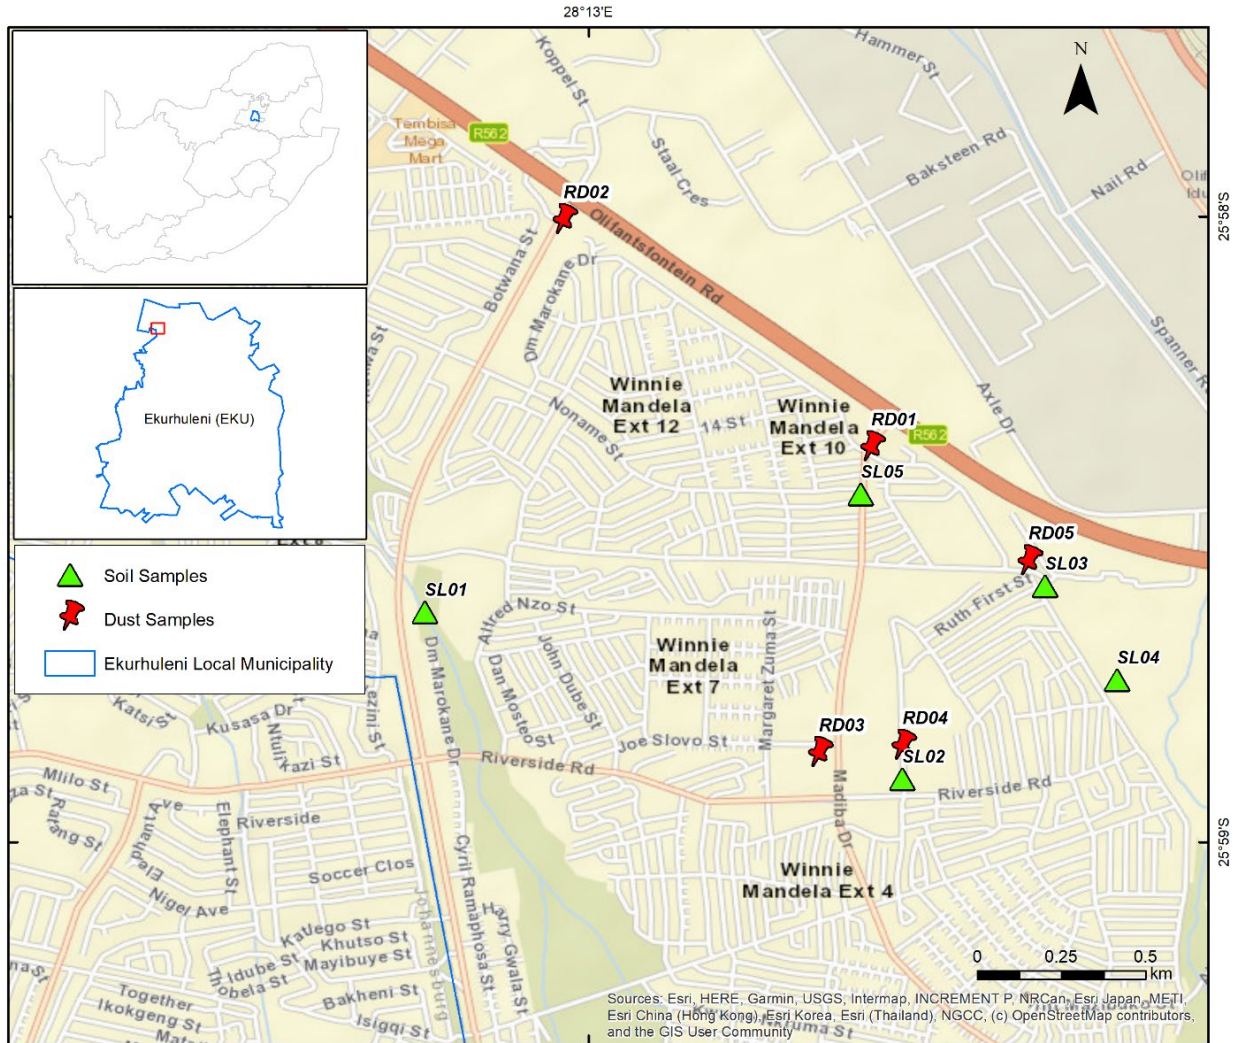 28°13'E
N
25°58'S
25°59'S
Ekurhuleni (EKU)
Soil Samples
Dust Samples
Ekurhuleni Local Municipality
Koppel St
Hammer St
Tembisa
Mega
Mart
R562
Staal Cres
Baksteen Rd
Nail Rd
RD02
Olifantsfontein Rd
Botwana St
Dm Marokane Dr
Spanner R
Axle Dr
Winnie
Mandela
Ext 12
Noname St
14 St
Winnie
Mandela
Ext 10
RD01
R562
SL05
RD05
SL03
Ruth First St
SL01
SL04
Alfred Nzo St
John Dube St
Dan Mosteo St
Dm Marokane Dr
Winnie
Mandela
Ext 7
Margaret Zuma St
Joe Slovo St
RD03
RD04
SL02
Riverside Rd
Riverside Rd
Madiba Dr
Katsi St
Kusasa Dr
ezini St
Mlilo St
za St
Elephant St
Riverside
Soccer Clos
Nigel Ave
Khutso St
Mayibuye St
Idube St
Thobela St
Bakheni St
Together
Ikokgeng St
Isigqi St
Cyril Ramaphosa St
Harry Gwala St
Johannesburg
Winnie
Mandela Ext 4
0 0.25 0.5
km
Sources: Esri, HERE, Garmin, USGS, Intermap, INCREMENT P, NRCan, Esri Japan, METI,
Esri China (Hong Kong), Esri Korea, Esri (Thailand), NGCC, (c) OpenStreetMap contributors,
and the GIS User Community